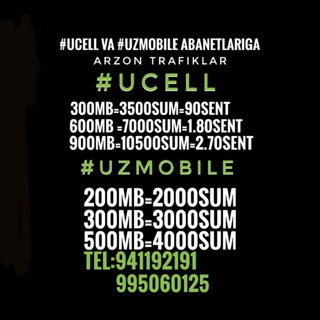 #UCELL VA #UZMOBILE ABANETLARIGA
ARZON TRAFIKLAR
#UCELL
300MB=3500SUM=90SENT
600MB =7000SUM=1.80SENT
900MB=10500SUM=2.70SENT
#UZMOBILE
200MB=2000SUM
300MB=3000SUM
500MB=4000SUM
TEL:941192191
995060125